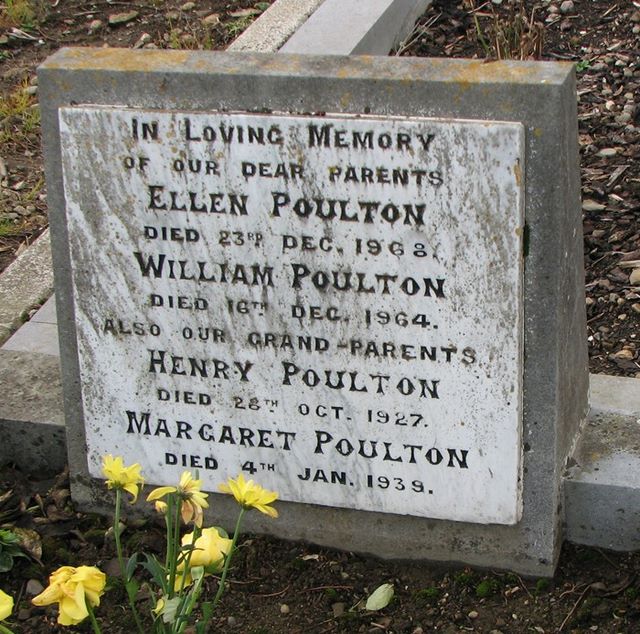 In Loving Memory
OF OUR DEAR PARENTS
ELLEN POULTON
DIED 23RD DEC. 1968.
WILLIAM POULTON
DIED 16TH DEC. 1964.
ALSO OUR GRAND-PARENTS
HENRY POULTON
DIED 28TH OCT. 1927.
MARGARET POULTON
DIED 4TH JAN. 1939.